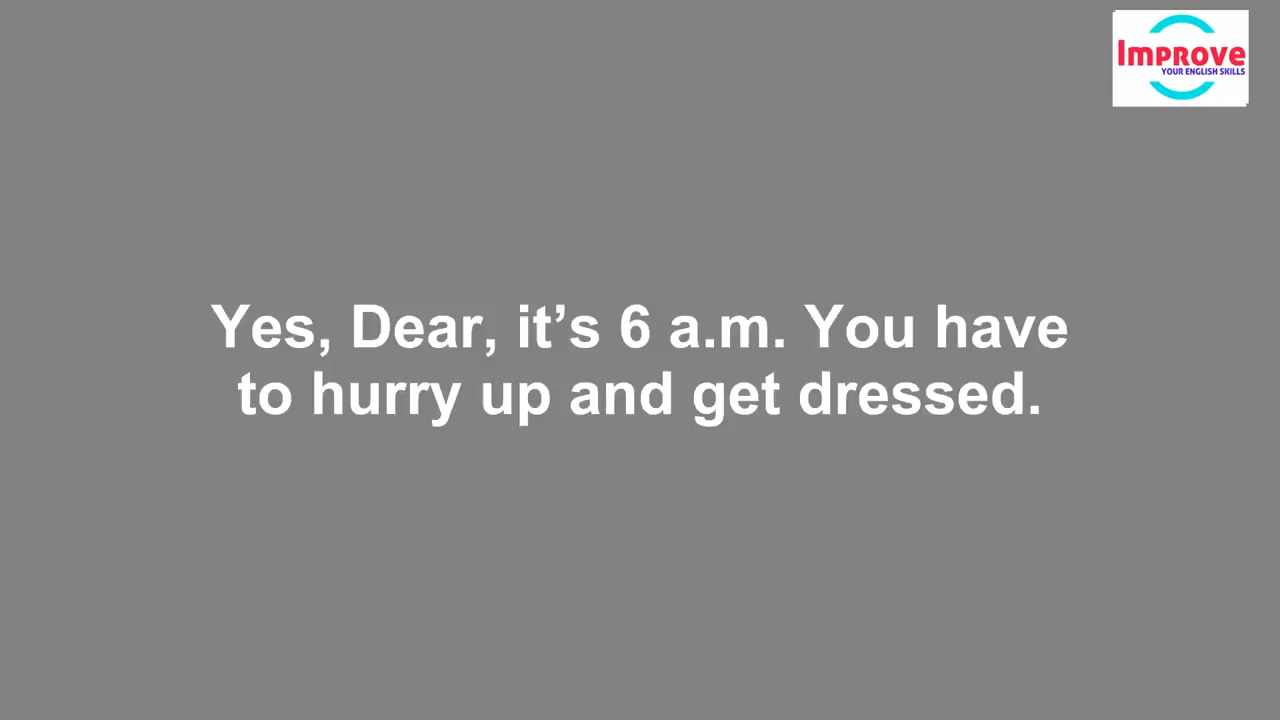 Improve
YOUR ENGLISH SKILLS
Yes, Dear, it’s 6 a.m. You have
to hurry up and get dressed.